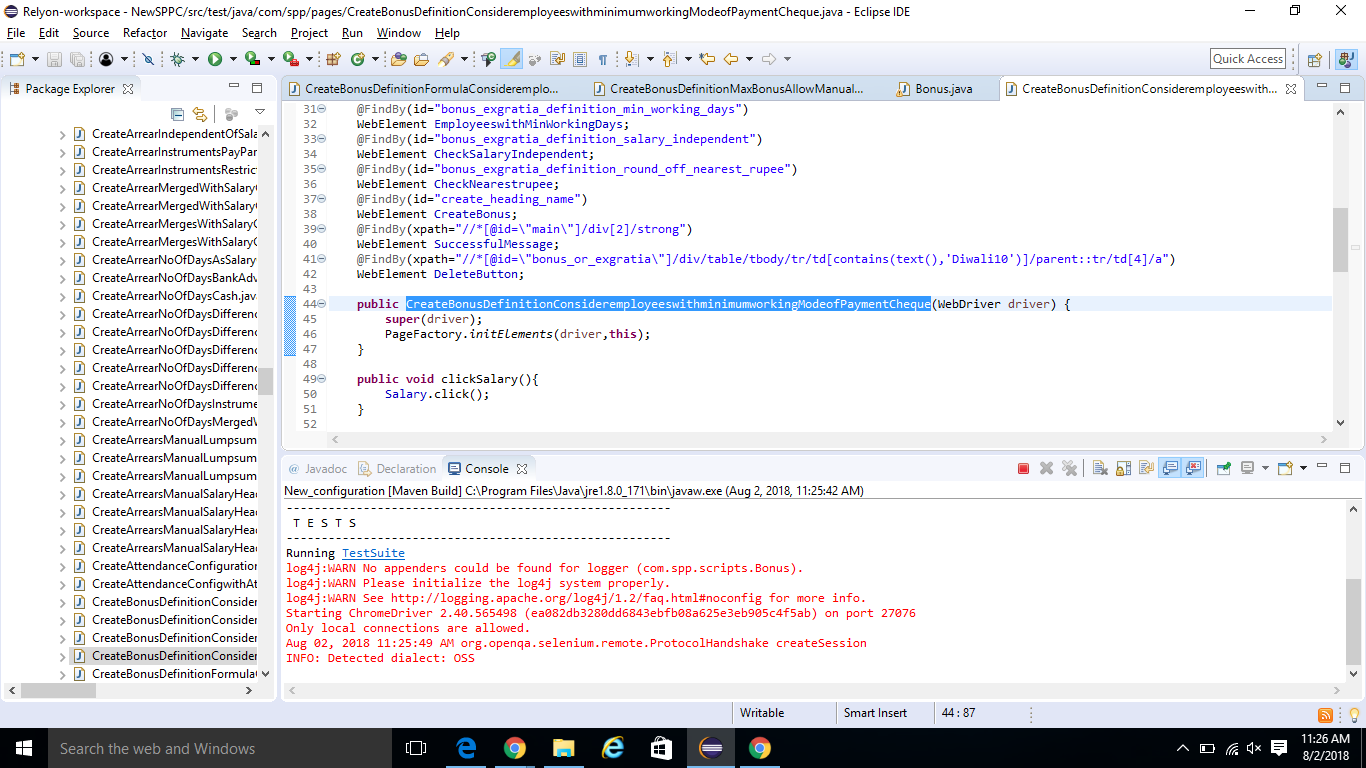 Relyon-workspace - NewSPPC/src/test/java/com/spp/pages/CreateBonusDefinitionConsideremployeeswithminimumworkingModeofPaymentCheque.java - Eclipse IDE
File Edit Source Refactor Navigate Search Project Run Window Help
Quick Access
Package Explorer
CreateArrearIndependentOfSala
CreateArrearInstrumentsPayPar
CreateArrearInstrumentsRestric
CreateArrearMergedWithSalary
CreateArrearMergedWithSalary
CreateArrearMergesWithSalary
CreateArrearMergesWithSalary
CreateArrearNoOfDaysAsSalary
CreateArrearNoOfDaysBankAdv
CreateArrearNoOfDaysCash.jav
CreateArrearNoOfDaysDifferenc
CreateArrearNoOfDaysDifferenc
CreateArrearNoOfDaysDifferenc
CreateArrearNoOfDaysDifferenc
CreateArrearNoOfDaysInstrume
CreateArrearNoOfDaysMerged
CreateArrearsManualLumpsum
CreateArrearsManualLumpsum
CreateArrearsManualLumpsum
CreateArrearsManualSalaryHea
CreateArrearsManualSalaryHea
CreateArrearsManualSalaryHea
CreateArrearsManualSalaryHea
CreateAttendanceConfiguration
CreateAttendanceConfigwithAt
CreateBonusDefinitionConsider
CreateBonusDefinitionConsider
CreateBonusDefinitionConsider
CreateBonusDefinitionConsider
CreateBonusDefinitionFormula
CreateBonusDefinitionFormulaConsideremplo...
CreateBonusDefinitionMaxBonusAllowManual...
Bonus.java
CreateBonusDefinitionConsideremployeeswith...
31 @FindBy(id="bonus_exgratia_definition_min_working_days")
32 WebElement EmployeeswithMinWorkingDays;
33 @FindBy(id="bonus_exgratia_definition_salary_independent")
34 WebElement CheckSalaryIndependent;
35 @FindBy(id="bonus_exgratia_definition_round_off_nearest_rupee")
36 WebElement CheckNearestrupee;
37 @FindBy(id="create_heading_name")
38 WebElement CreateBonus;
39 @FindBy(xpath="//*[@id=\"main\"]/div[2]/strong")
40 WebElement SuccessfulMessage;
41 @FindBy(xpath="//*[@id=\"bonus_or_exgratia\"]/div/table/tbody/tr/td[contains(text(),'Diwali10')]/parent::tr/td[4]/a")
42 WebElement DeleteButton;
43
44 public CreateBonusDefinitionConsideremployeeswithminimumworkingModeofPaymentCheque(WebDriver driver) {
45 super(driver);
46 PageFactory.initElements(driver,this);
47 }
48
49 public void clickSalary(){
50 Salary.click();
51 }
52
@ Javadoc Declaration Console
New_configuration [Maven Build] C:\Program Files\Java\jre1.8.0_171\bin\javaw.exe (Aug 2, 2018, 11:25:42 AM)
-------------------------------------------------------
T E S T S
-------------------------------------------------------
Running TestSuite
log4j:WARN No appenders could be found for logger (com.spp.scripts.Bonus).
log4j:WARN Please initialize the log4j system properly.
log4j:WARN See http://logging.apache.org/log4j/1.2/faq.html#noconfig for more info.
Starting ChromeDriver 2.40.565498 (ea082db3280dd6843ebfb08a625e3eb905c4f5ab) on port 27076
Only local connections are allowed.
Aug 02, 2018 11:25:49 AM org.openqa.selenium.remote.ProtocolHandshake createSession
INFO: Detected dialect: OSS
Writable Smart Insert 44 : 87
Search the web and Windows
11:26 AM
8/2/2018